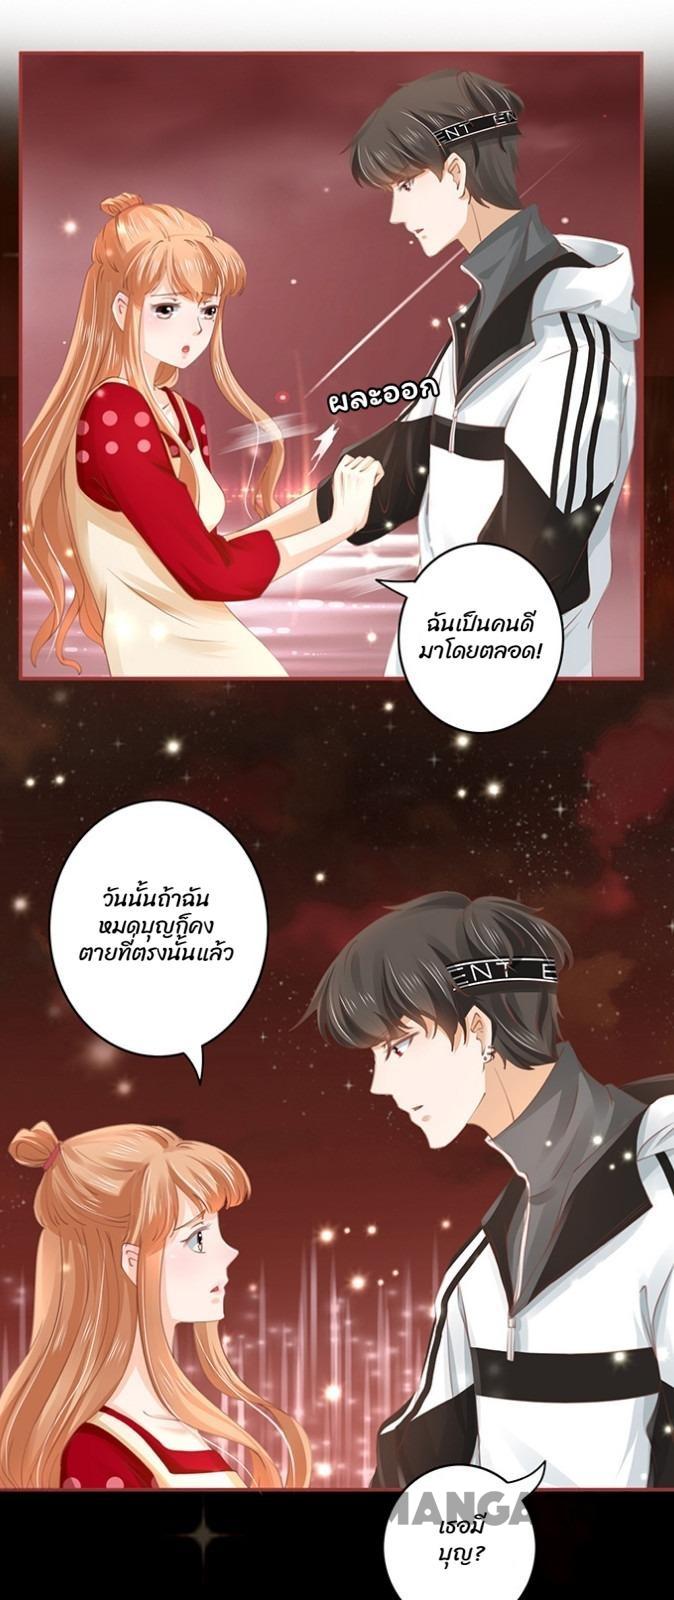 ENT EN
ผละออก
ฉันเป็นคนดี
มาโดยตลอด!
วันนั้นถ้าฉัน
หมดบุญก็คง
ตายที่ตรงนั้นแล้ว
ENT E
MANGA
เธอมี
บุญ?